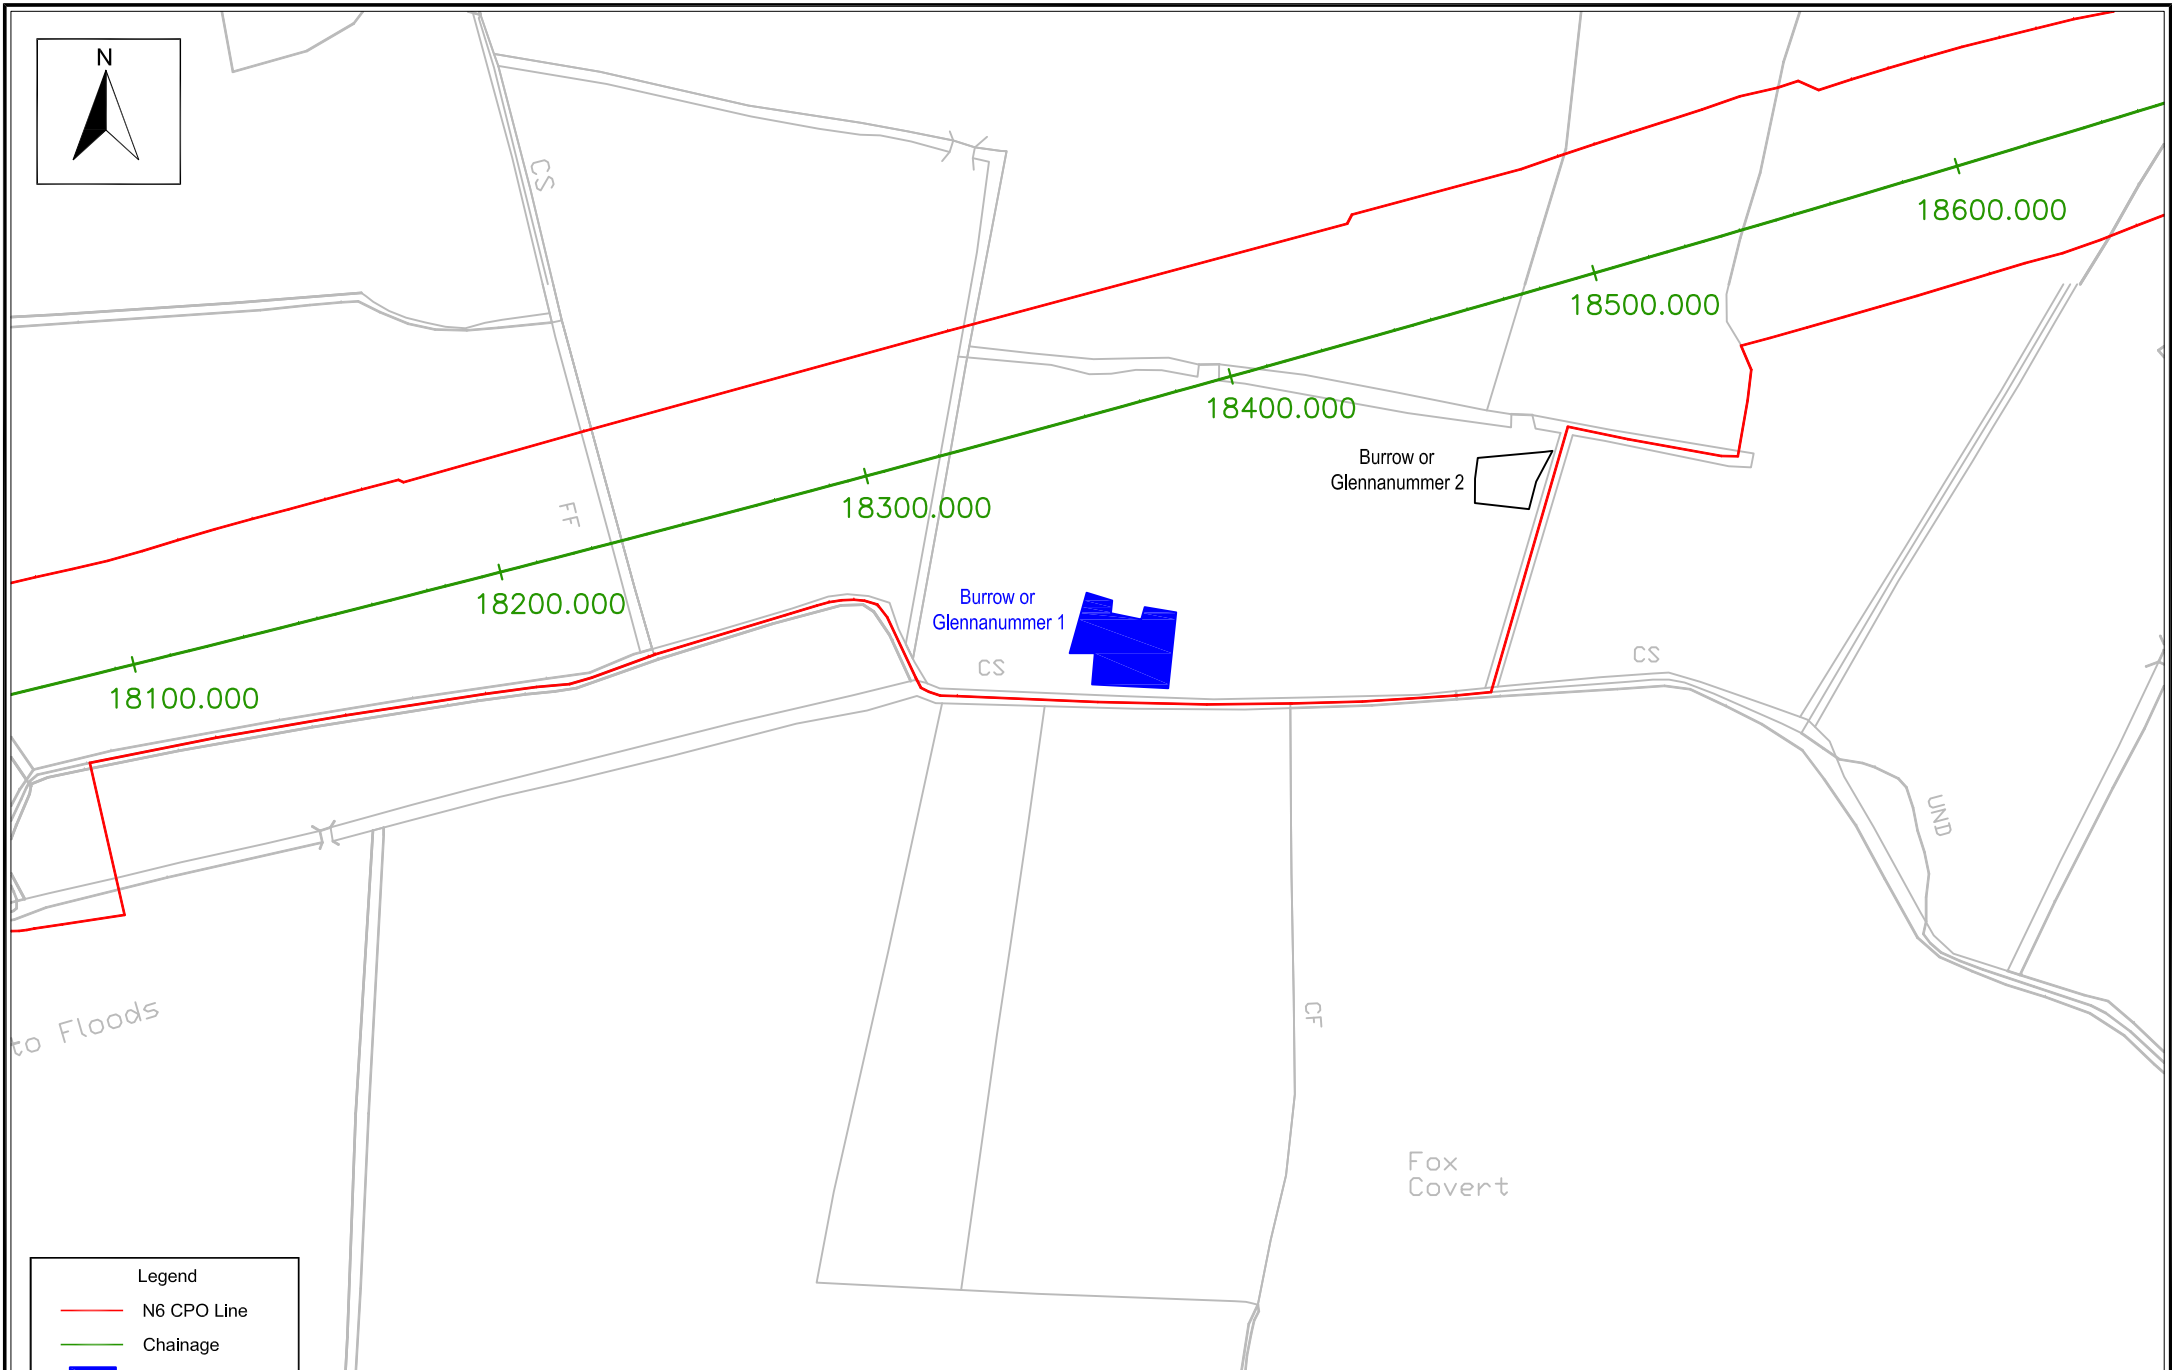 N
CS
18600.000
18500.000
18400.000
Burrow or
Glennanummer 2
18300.000
FF
18200.000
Burrow or
Glennanummer 1
CS
CS
18100.000
UND
to Floods
CF
Fox
Covert
Legend
N6 CPO Line
Chainage